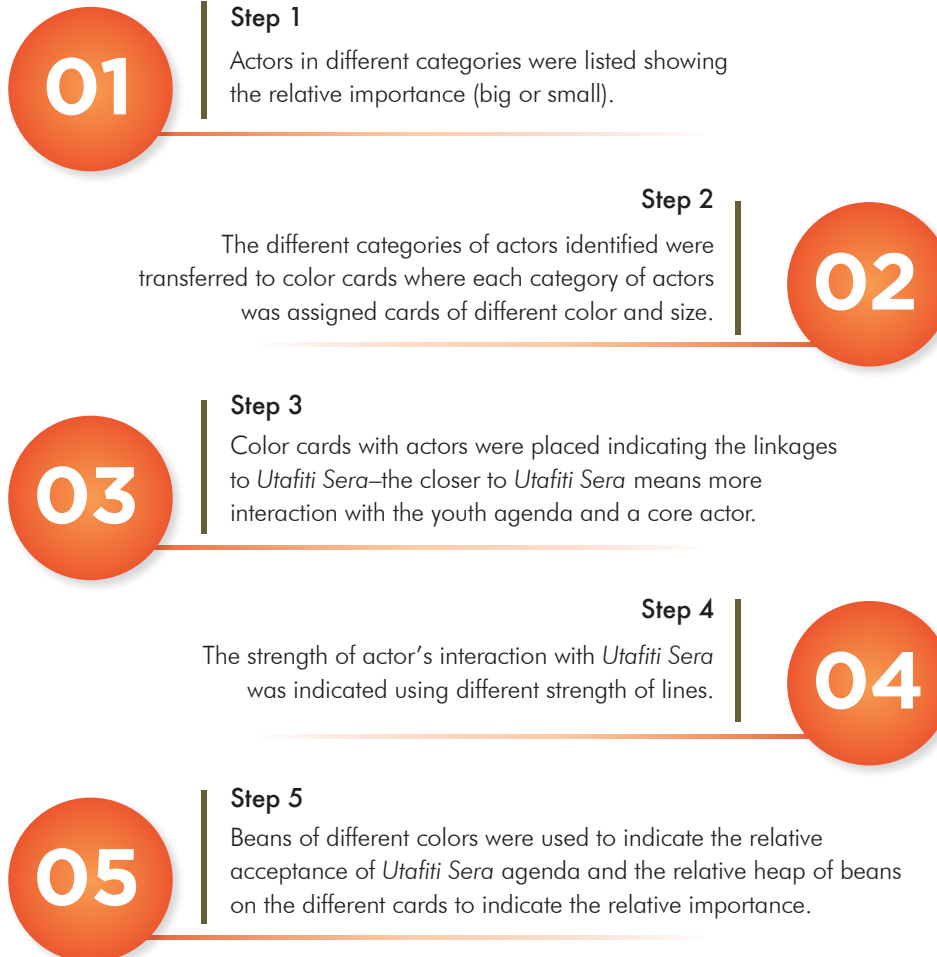 01
Step 1
Actors in different categories were listed showing
the relative importance (big or small).
Step 2
The different categories of actors identified were
transferred to color cards where each category of actors
was assigned cards of different color and size.
02
03
Step 3
Color cards with actors were placed indicating the linkages
to Utafiti Sera–the closer to Utafiti Sera means more
interaction with the youth agenda and a core actor.
Step 4
The strength of actor’s interaction with Utafiti Sera
was indicated using different strength of lines.
04
05
Step 5
Beans of different colors were used to indicate the relative
acceptance of Utafiti Sera agenda and the relative heap of beans
on the different cards to indicate the relative importance.